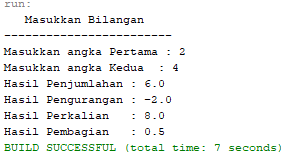 run:
Masukkan Bilangan
------------------------
Masukkan angka Pertama : 2
Masukkan angka Kedua  : 4
Hasil Penjumlahan : 6.0
Hasil Pengurangan : -2.0
Hasil Perkalian   : 8.0
Hasil Pembagian   : 0.5
BUILD SUCCESSFUL (total time: 7 seconds)